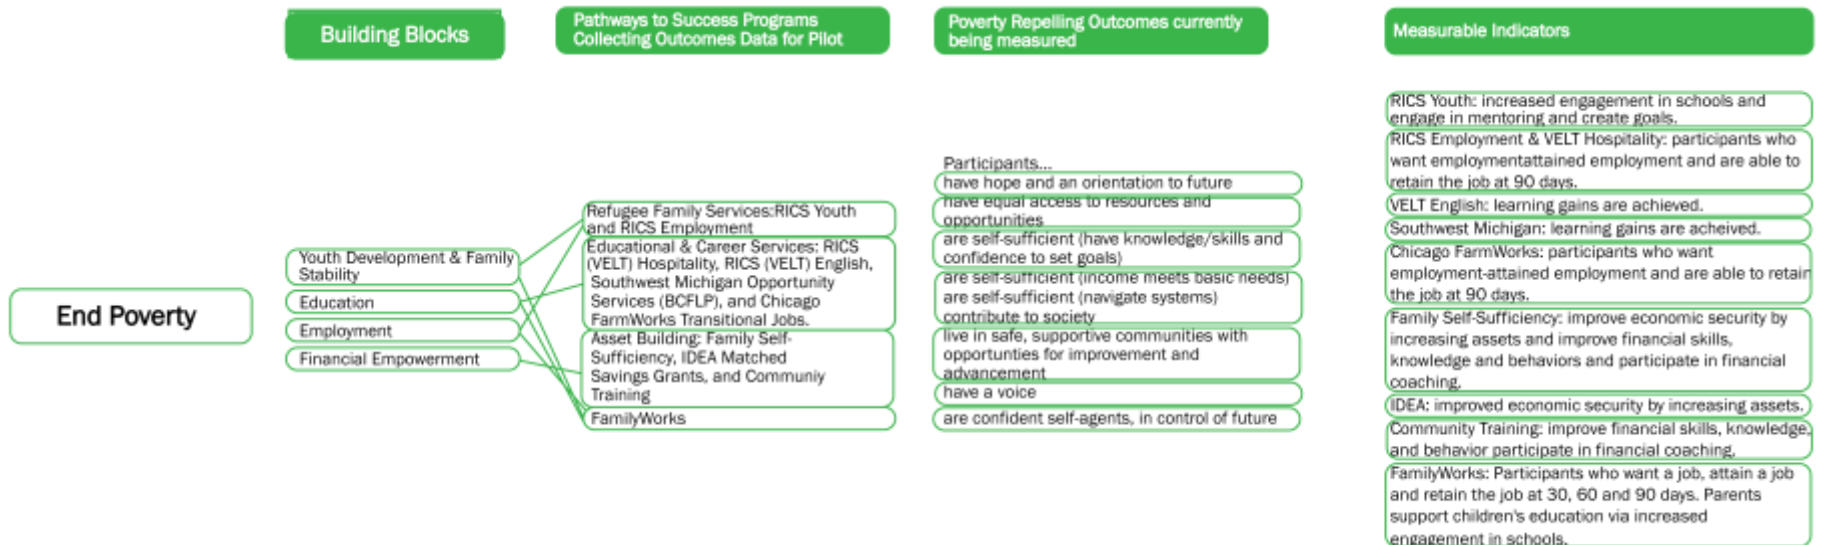 Building Blocks
Pathways to Success Programs
Collecting Outcomes Data for Pilot
Poverty Repelling Outcomes currently
being measured
Measurable Indicators
End Poverty
Youth Development & Family
Stability
Education
Employment
Financial Empowerment
Refugee Family Services:RICS Youth
and RICS Employment
Educational & Career Services: RICS
(VELT) Hospitality, RICS (VELT) English,
Southwest Michigan Opportunity
Services (BCFLP), and Chicago
FarmWorks Transitional Jobs.
Asset Building: Family Self-
Sufficiency, IDEA Matched
Savings Grants, and Communiy
Training
FamilyWorks
Participants...
have hope and an orientation to future
have equal access to resources and
opportunities
are self-sufficient (have knowledge/skills and
confidence to set goals)
are self-sufficient (income meets basic needs)
are self-sufficient (navigate systems)
contribute to society
live in safe, supportive communities with
opportunties for improvement and
advancement
have a voice
are confident self-agents, in control of future
RICS Youth: increased engagement in schools and
engage in mentoring and create goals.
RICS Employment & VELT Hospitality: participants who
want employmentattained employment and are able to
retain the job at 90 days.
VELT English: learning gains are achieved.
Southwest Michigan: learning gains are acheived.
Chicago FarmWorks: participants who want
employment-attained employment and are able to retain
the job at 90 days.
Family Self-Sufficiency: improve economic security by
increasing assets and improve financial skills,
knowledge and behaviors and participate in financial
coaching.
IDEA: improved economic security by increasing assets.
Community Training: improve financial skills, knowledge,
and behavior participate in financial coaching.
FamilyWorks: Participants who want a job, attain a job
and retain the job at 30, 60 and 90 days. Parents
support children's education via increased
engagement in schools.